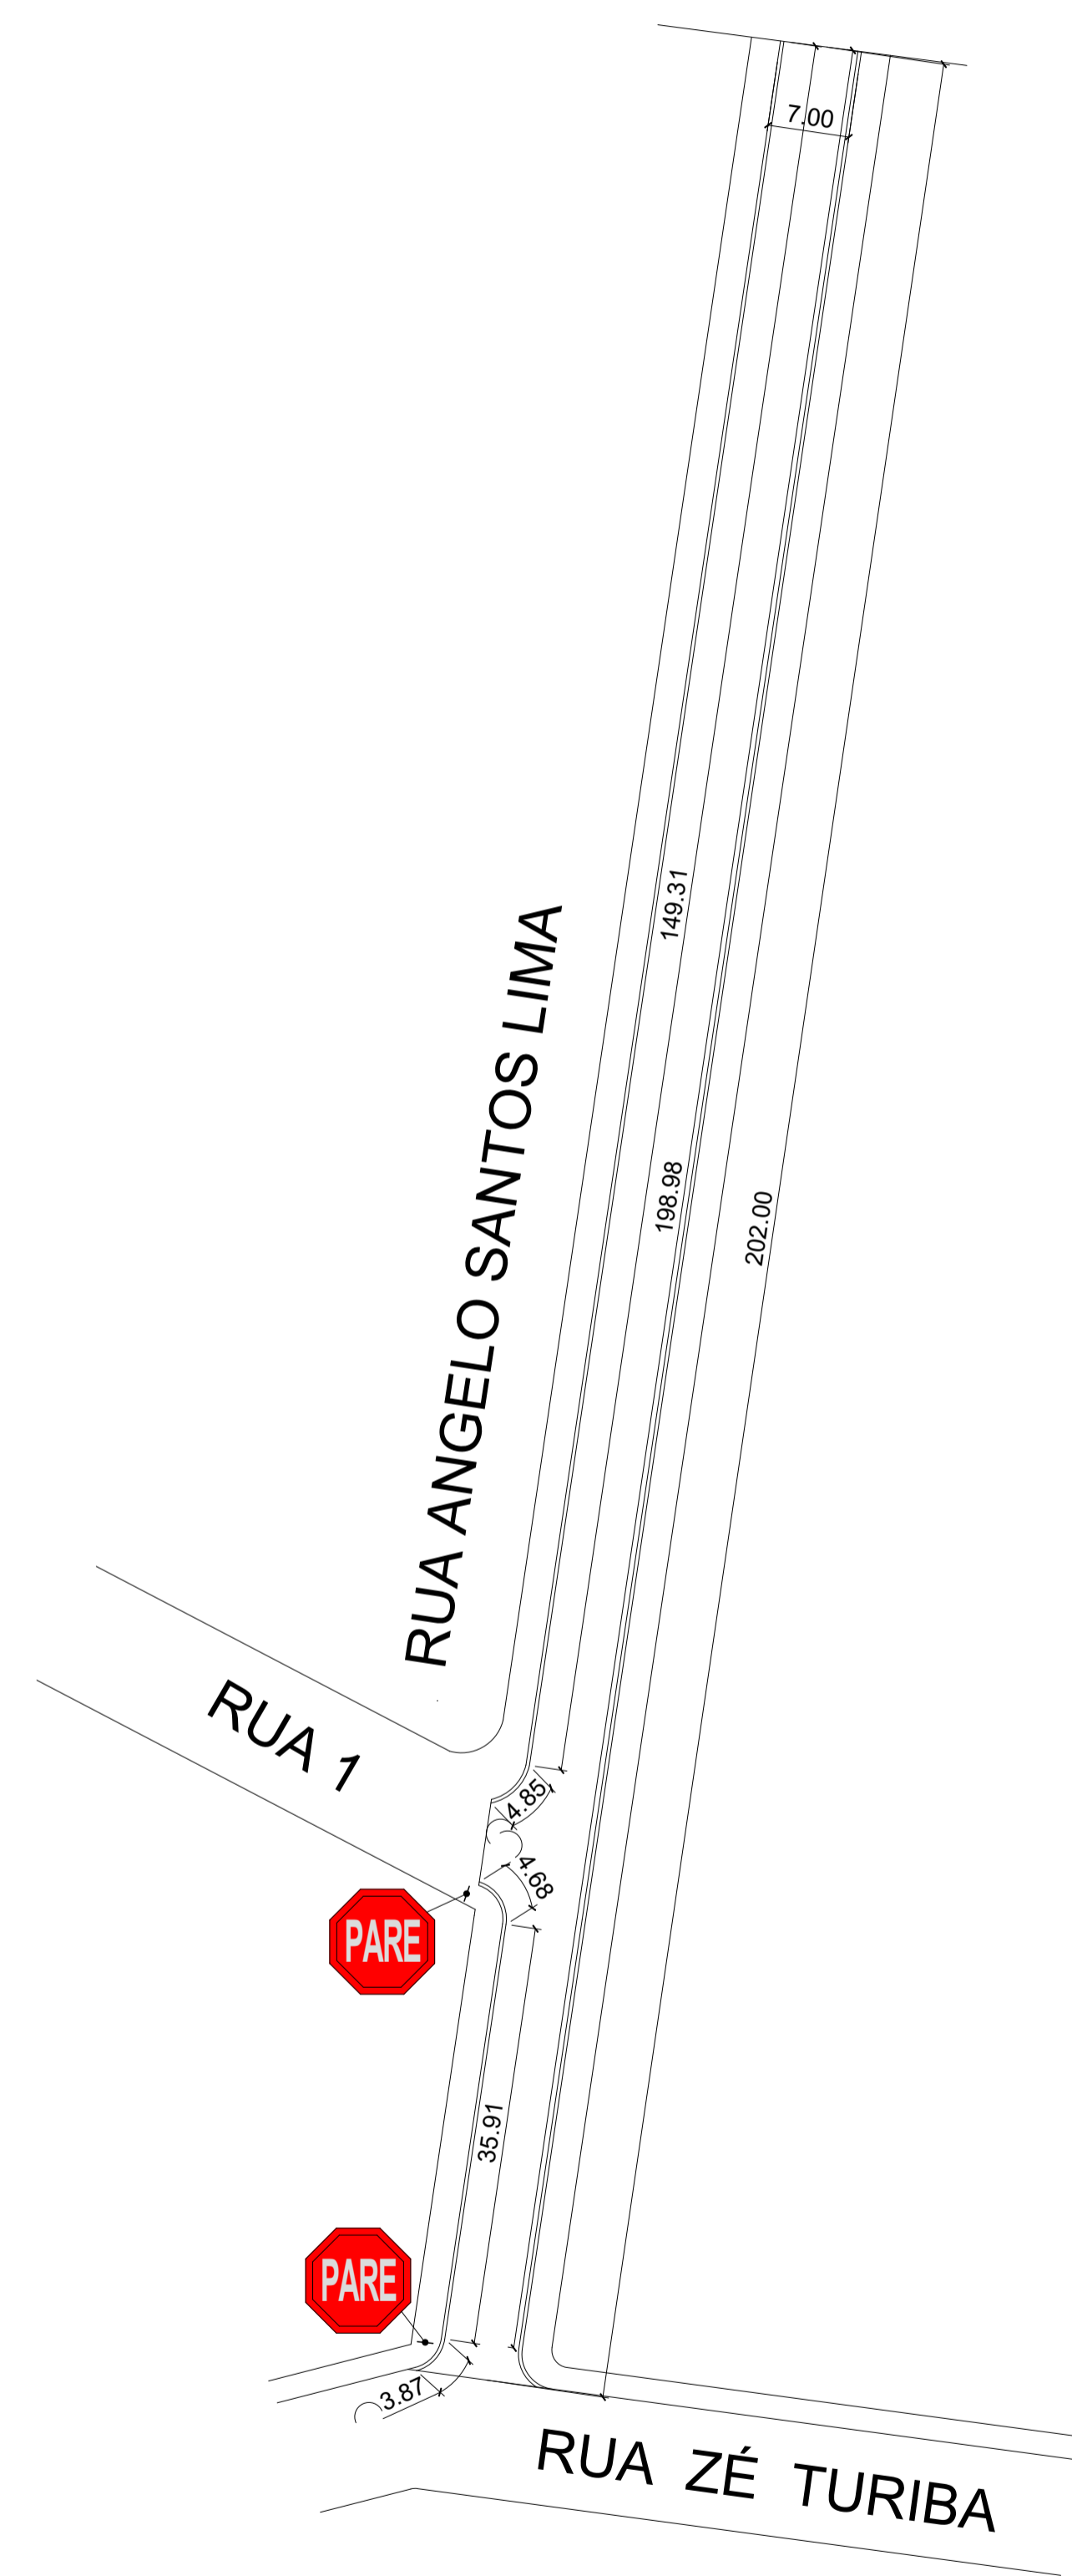 7.00
149.31
RUA ANGELO SANTOS LIMA
198.98
202.00
RUA 1
4.85
4.68
PARE
35.91
PARE
3.87
RUA ZÉ TURIBA